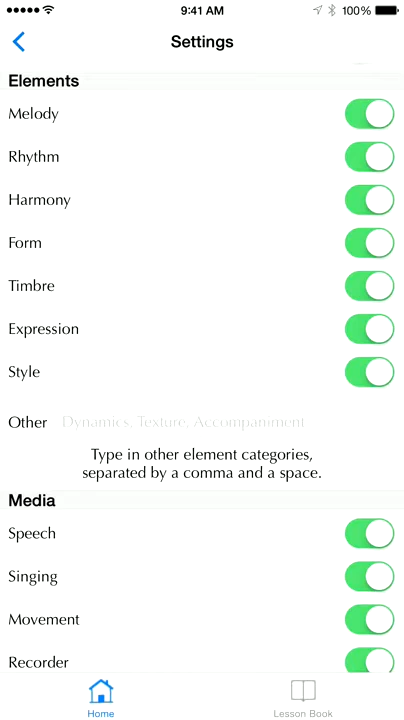 9:41 AM
100%
Settings
Elements
Melody
Rhythm
Harmony
Form
Timbre
Expression
Style
Other Dynamics, Texture, Accompaniment
Type in other element categories,
separated by a comma and a space.
Media
Speech
Singing
Movement
Recorder
Home
Lesson Book